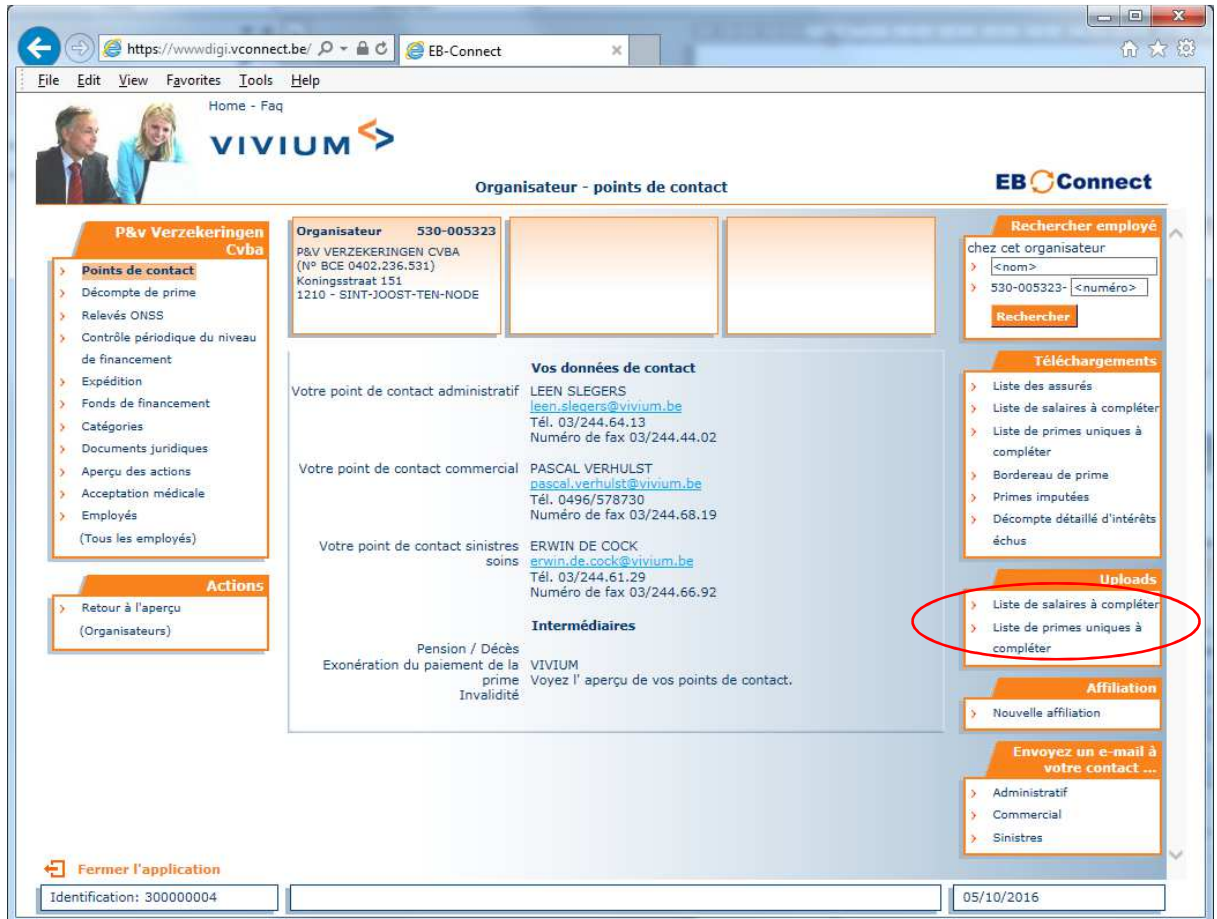 https://wwwdigi.vconnect.be/
EB-Connect
File Edit View Favorites Tools Help
Home - Faq
VIVIUM
Organisateur - points de contact
EB Connect
P&v Verzekeringen
Cvba
Points de contact
Décompte de prime
Relevés ONSS
Contrôle périodique du niveau
de financement
Expédition
Fonds de financement
Catégories
Documents juridiques
Aperçu des actions
Acceptation médicale
Employés
(Tous les employés)
Actions
Retour à l'aperçu
(Organisateurs)
Organisateur 530-005323
P&V VERZEKERINGEN CVBA
(Nº BCE 0402.236.531)
Koningsstraat 151
1210 - SINT-JOOST-TEN-NODE
Vos données de contact
Votre point de contact administratif LEEN SLEGERS
leen.slegers@vivium.be
Tél. 03/244.64.13
Numéro de fax 03/244.44.02
Votre point de contact commercial PASCAL VERHULST
pascal.verhulst@vivium.be
Tél. 0496/578730
Numéro de fax 03/244.68.19
Votre point de contact sinistres ERWIN DE COCK
soins erwin.de.cock@vivium.be
Tél. 03/244.61.29
Numéro de fax 03/244.66.92
Intermédiaires
Pension / Décès
Exonération du paiement de la VIVIUM
prime Voyez l' aperçu de vos points de contact.
Invalidité
Rechercher employé
chez cet organisateur
<nom>
530-005323- <numéro>
Rechercher
Téléchargements
Liste des assurés
Liste de salaires à compléter
Liste de primes uniques à
compléter
Bordereau de prime
Primes imputées
Décompte détaillé d'intérêts
échus
Uploads
Liste de salaires à compléter
Liste de primes uniques à
compléter
Affiliation
Nouvelle affiliation
Envoyez un e-mail à
votre contact ...
Administratif
Commercial
Sinistres
Fermer l'application
Identification: 300000004
05/10/2016